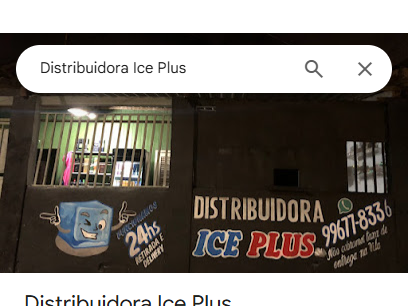 Distribuidora Ice Plus
DISTRIBUIDORA
ICE PLUS
99677-8336
Não cobramos taxa de
entrega na Vila
24hs
RETIRADA E
DELIVERY
Distribuidora Ice Plus